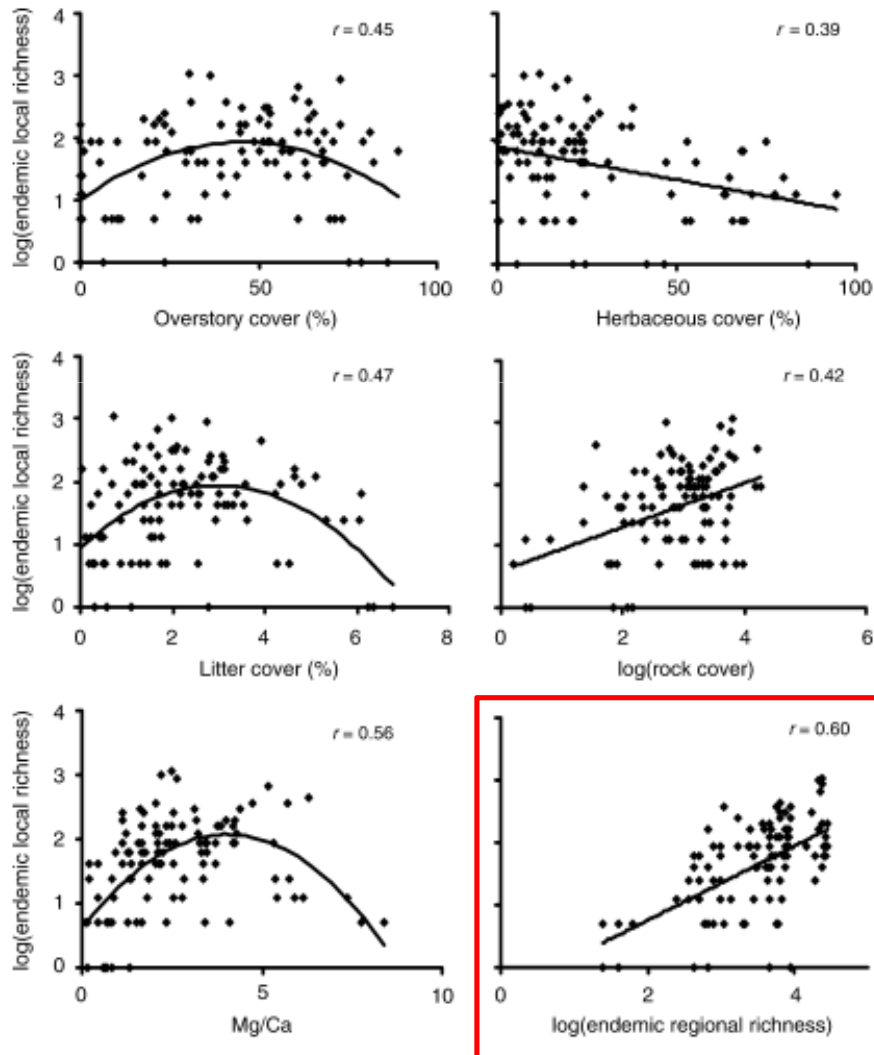 r = 0.45
log(endemic local richness)
4
3
2
1
0
0 50 100
Overstory cover (%)
r = 0.39
0 50 100
Herbaceous cover (%)
r = 0.47
log(endemic local richness)
4
3
2
1
0
0 2 4 6 8
Litter cover (%)
r = 0.42
0 2 4 6
log(rock cover)
r = 0.56
log(endemic local richness)
4
3
2
1
0
0 5 10
Mg/Ca
r = 0.60
0 2 4
log(endemic regional richness)